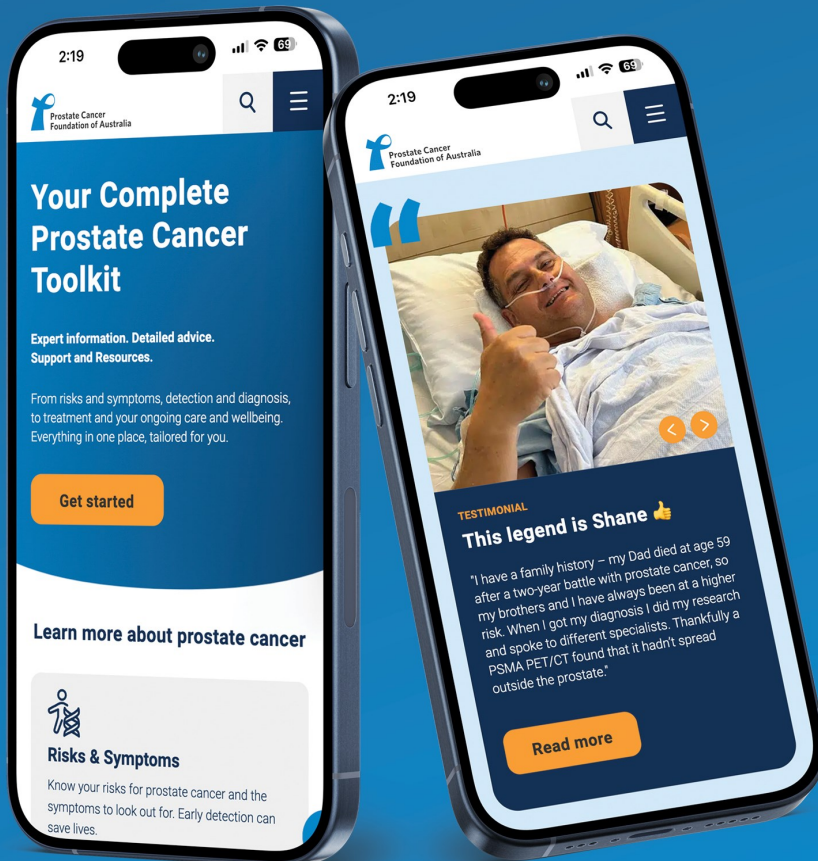 2:19
69
Prostate Cancer
Foundation of Australia
Your Complete
Prostate Cancer
Toolkit
Expert information. Detailed advice.
Support and Resources.
From risks and symptoms, detection and diagnosis,
to treatment and your ongoing care and wellbeing.
Everything in one place, tailored for you.
Get started
Learn more about prostate cancer
Risks & Symptoms
Know your risks for prostate cancer and the
symptoms to look out for. Early detection can
save lives.
2:19
69
Prostate Cancer
Foundation of Australia
“
TESTIMONIAL
This legend is Shane 👍
"I have a family history – my Dad died at age 59
after a two-year battle with prostate cancer, so
my brothers and I have always been at a higher
risk. When I got my diagnosis I did my research
and spoke to different specialists. Thankfully a
PSMA PET/CT found that it hadn't spread
outside the prostate."
Read more